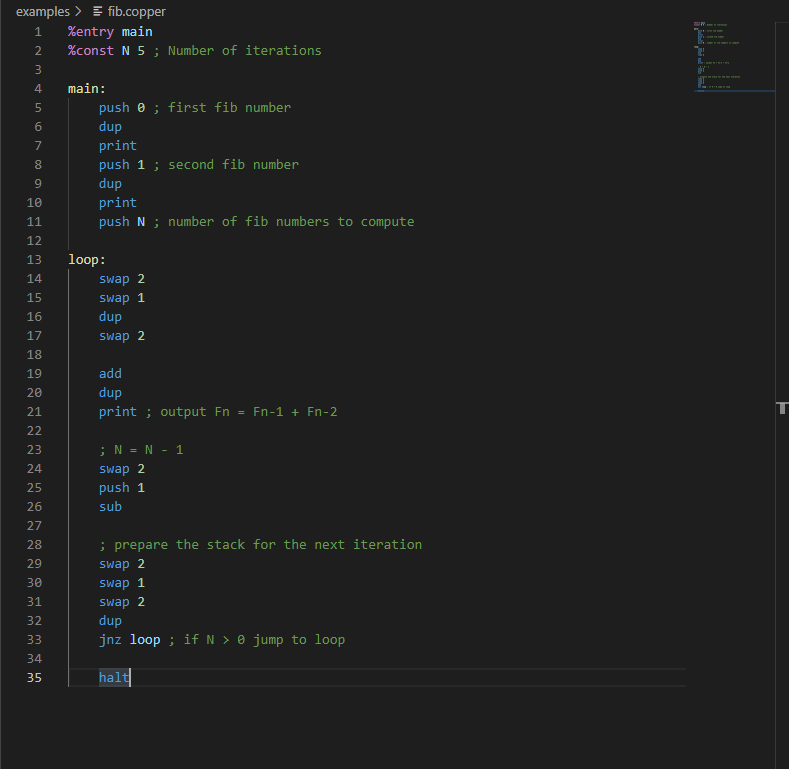 examples > fib.copper
1 %entry main
2 %const N 5 ; Number of iterations
3
4 main:
5     push 0 ; first fib number
6     dup
7     print
8     push 1 ; second fib number
9     dup
10     print
11     push N ; number of fib numbers to compute
12
13 loop:
14     swap 2
15     swap 1
16     dup
17     swap 2
18
19     add
20     dup
21     print ; output Fn = Fn-1 + Fn-2
22
23     ; N = N - 1
24     swap 2
25     push 1
26     sub
27
28     ; prepare the stack for the next iteration
29     swap 2
30     swap 1
31     swap 2
32     dup
33     jnz loop ; if N > 0 jump to loop
34
35     halt